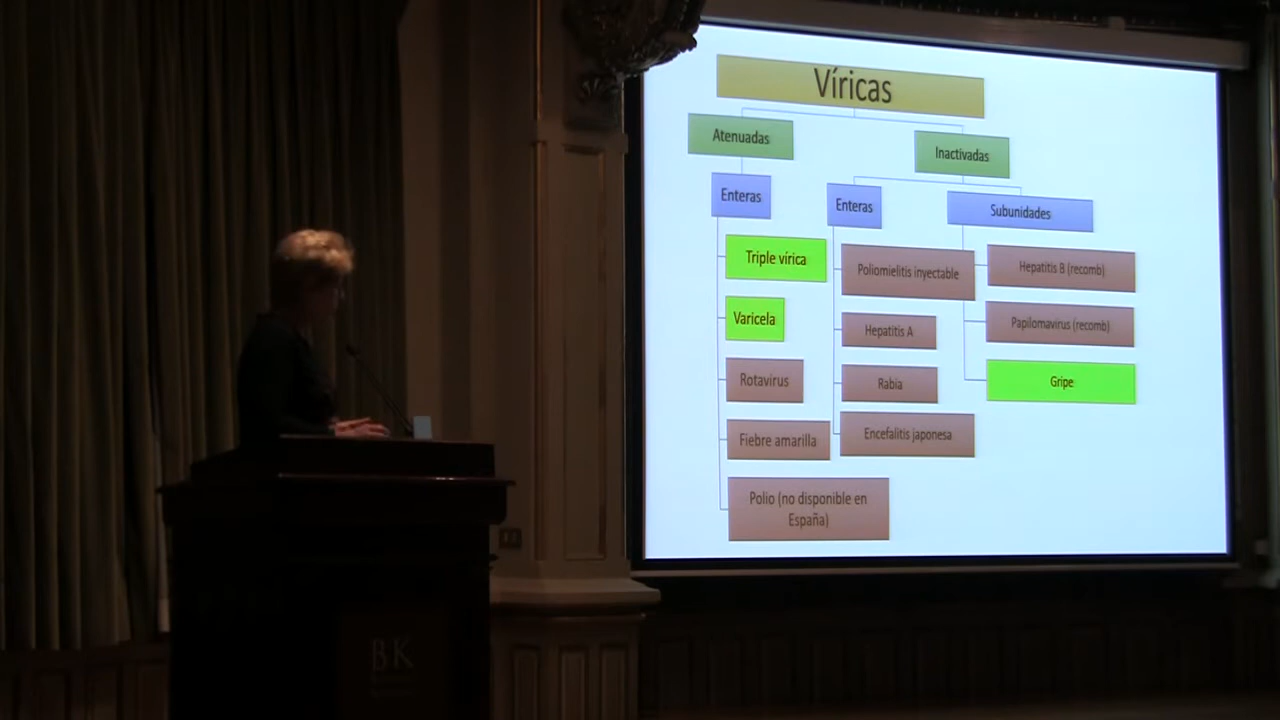 Víricas
Atenuadas
Inactivadas
Enteras
Enteras
Subunidades
Triple vírica
Varicela
Rotavirus
Fiebre amarilla
Polio (no disponible en
España)
Poliomielitis inyectable
Hepatitis A
Rabia
Encefalitis japonesa
Hepatitis B (recomb)
Papilomavirus (recomb)
Gripe
BK